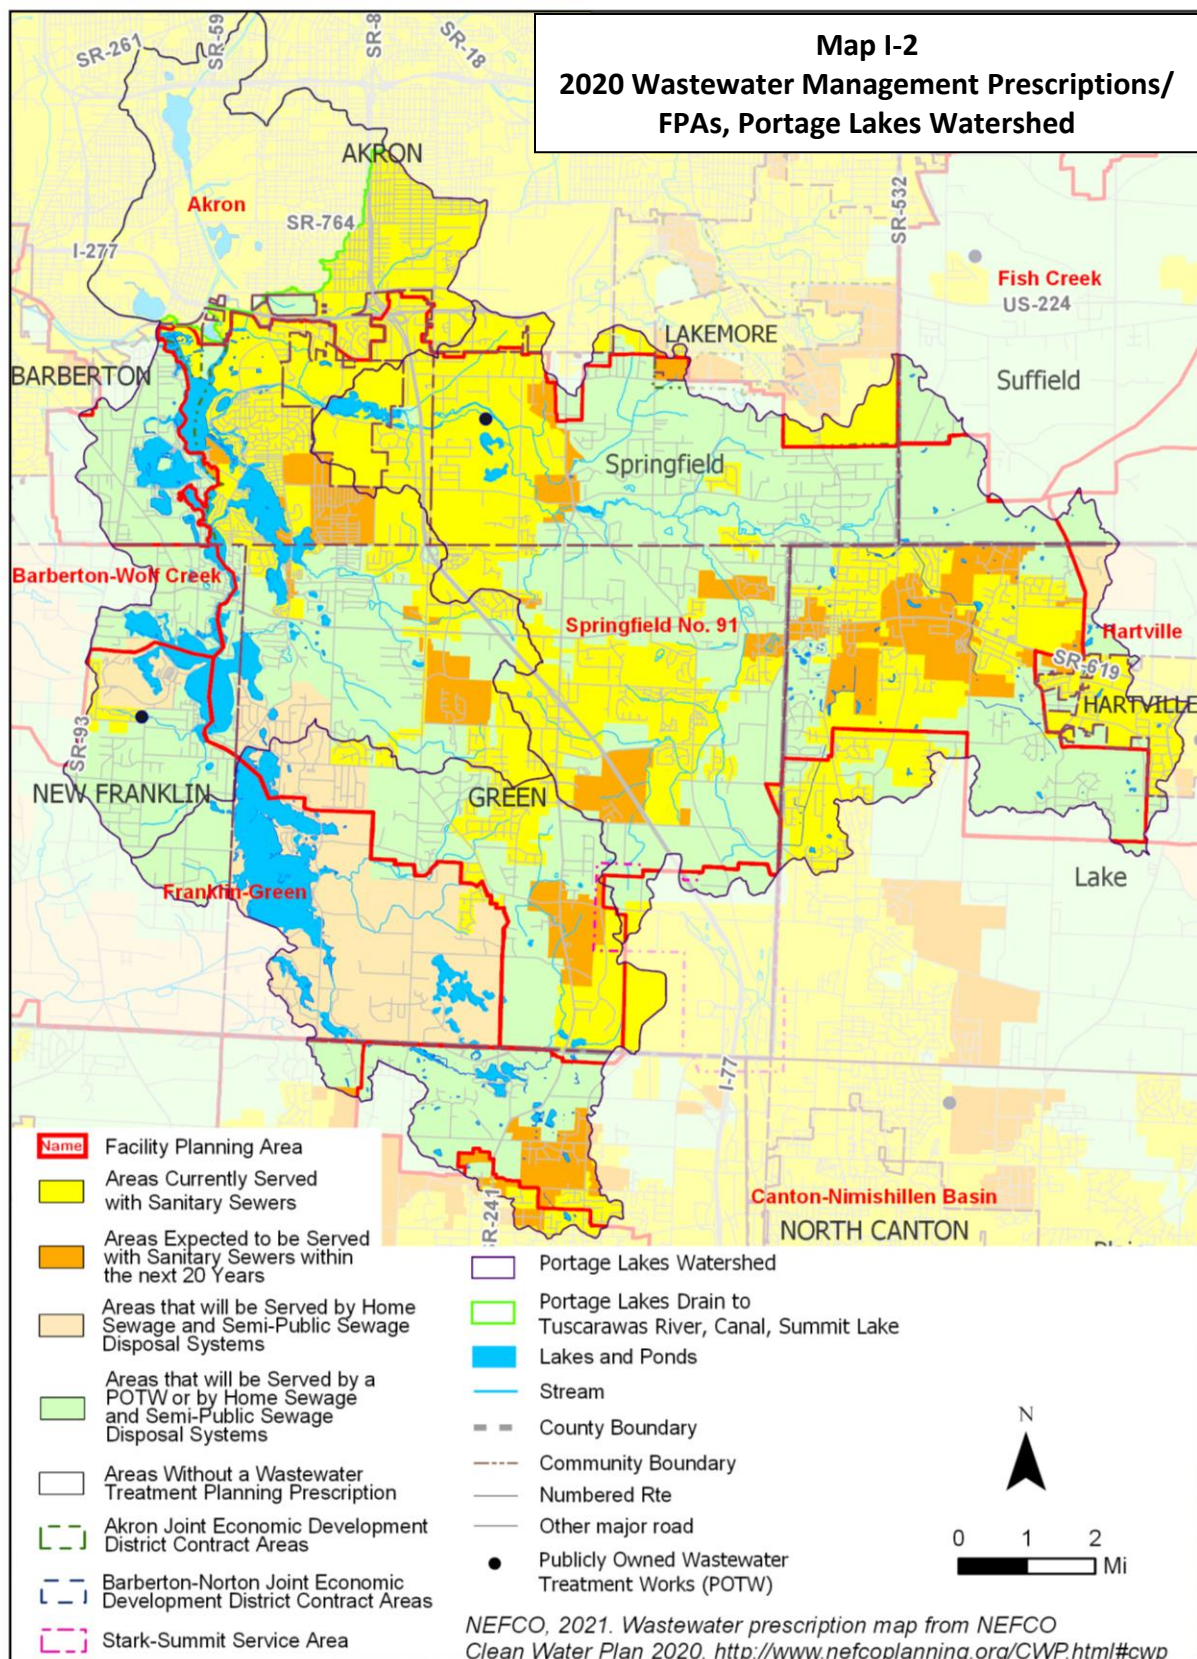 Map I-2
2020 Wastewater Management Prescriptions/
FPAs, Portage Lakes Watershed
SR-261
SR-59
SR-8
SR-18
AKRON
Akron
SR-764
I-277
SR-532
Fish Creek
US-224
LAKEMORE
Suffield
BARBERTON
Springfield
Barberton-Wolf Creek
Springfield No. 91
Hartville
SR-619
HARTVILLE
SR-93
NEW FRANKLIN
GREEN
Lake
Franklin-Green
I-77
SR-241
Canton-Nimishillen Basin
NORTH CANTON
Name
Facility Planning Area
Areas Currently Served
with Sanitary Sewers
Areas Expected to be Served
with Sanitary Sewers within
the next 20 Years
Areas that will be Served by Home
Sewage and Semi-Public Sewage
Disposal Systems
Areas that will be Served by a
POTW or by Home Sewage
and Semi-Public Sewage
Disposal Systems
Areas Without a Wastewater
Treatment Planning Prescription
Akron Joint Economic Development
District Contract Areas
Barberton-Norton Joint Economic
Development District Contract Areas
Stark-Summit Service Area
Portage Lakes Watershed
Portage Lakes Drain to
Tuscarawas River, Canal, Summit Lake
Lakes and Ponds
Stream
County Boundary
Community Boundary
Numbered Rte
Other major road
Publicly Owned Wastewater
Treatment Works (POTW)
N
0 1 2
Mi
NEFCO, 2021. Wastewater prescription map from NEFCO
Clean Water Plan 2020. http://www.nefcoplanning.org/CWP.html#cwp